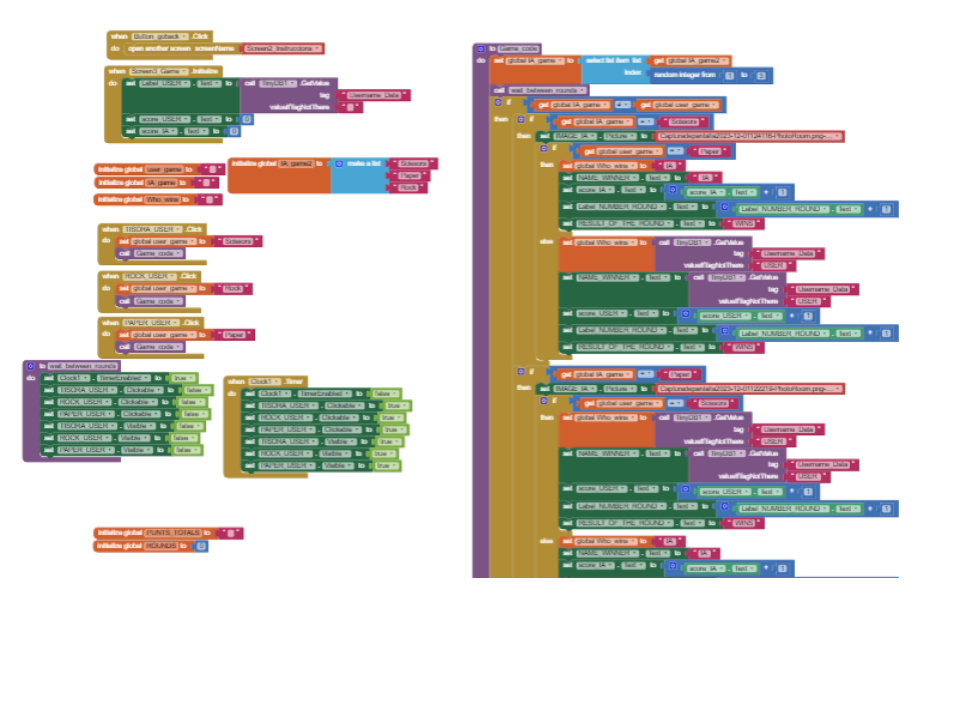 when Button_goback .Click
do open another screen screenName "Screen2_Instructions"
when Screen3_Game .Initialize
do set Label_USER . Text to call TinyDB1 .GetValue
tag "Username_Data"
valueIfTagNotThere " "
set score_USER . Text to 0
set score_IA . Text to 0
initialize global user_game to " "
initialize global IA_game to " "
initialize global Who_wins to " "
initialize global IA_game2 to make a list "Scissors"
"Paper"
"Rock"
when TISORA_USER .Click
do set global user_game to "Scissors"
call Game_code
when ROCK_USER .Click
do set global user_game to "Rock"
call Game_code
when PAPER_USER .Click
do set global user_game to "Paper"
call Game_code
to wait_between_rounds
do set Clock1 . TimerEnabled to true
set TISORA_USER . Clickable to false
set ROCK_USER . Clickable to false
set PAPER_USER . Clickable to false
set TISORA_USER . Visible to false
set ROCK_USER . Visible to false
set PAPER_USER . Visible to false
when Clock1 .Timer
do set Clock1 . TimerEnabled to false
set TISORA_USER . Clickable to true
set ROCK_USER . Clickable to true
set PAPER_USER . Clickable to true
set TISORA_USER . Visible to true
set ROCK_USER . Visible to true
set PAPER_USER . Visible to true
initialize global PUNTS_TOTALS to " "
initialize global ROUNDS to 0
to Game_code
do set global IA_game to select list item list get global IA_game2
index random integer from 1 to 3
call wait_between_rounds
if get global IA_game ≠ get global user_game
then if get global IA_game = "Scissors"
then set IMAGE_IA . Picture to
if get global user_game = "Paper"
then set global Who_wins to "IA"
set NAME_WINNER . Text to "IA"
set score_IA . Text to score_IA . Text + 1
set Label_NUMBER_ROUND . Text to Label_NUMBER_ROUND . Text + 1
set RESULT_OF_THE_ROUND . Text to "WINS"
else set global Who_wins to call TinyDB1 .GetValue
tag "Username_Data"
valueIfTagNotThere "USER"
set NAME_WINNER . Text to call TinyDB1 .GetValue
tag "Username_Data"
valueIfTagNotThere "USER"
set score_USER . Text to score_USER . Text + 1
set Label_NUMBER_ROUND . Text to Label_NUMBER_ROUND . Text + 1
set RESULT_OF_THE_ROUND . Text to "WINS"
if get global IA_game = "Paper"
then set IMAGE_IA . Picture to
if get global user_game = "Scissors"
then set global Who_wins to call TinyDB1 .GetValue
tag "Username_Data"
valueIfTagNotThere "USER"
set NAME_WINNER . Text to call TinyDB1 .GetValue
tag "Username_Data"
valueIfTagNotThere "USER"
set score_USER . Text to score_USER . Text + 1
set Label_NUMBER_ROUND . Text to Label_NUMBER_ROUND . Text + 1
set RESULT_OF_THE_ROUND . Text to "WINS"
else set global Who_wins to "IA"
set NAME_WINNER . Text to "IA"
set score_IA . Text to score_IA . Text + 1